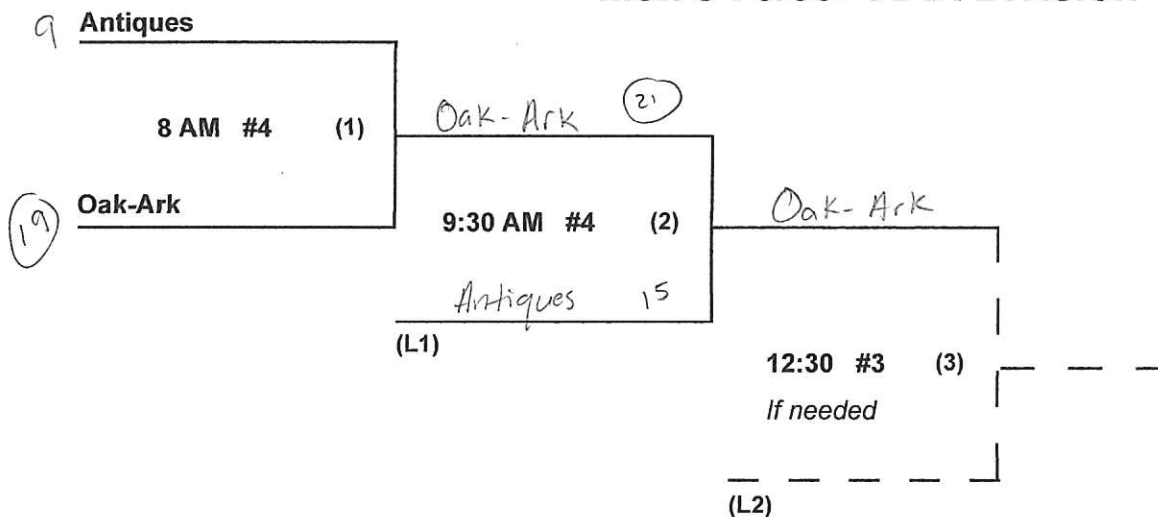 9 Antiques
8 AM #4 (1)
19 Oak-Ark
Oak-Ark 21
9:30 AM #4 (2)
Antiques 15
(L1)
Oak-Ark
12:30 #3 (3)
If needed
(L2)